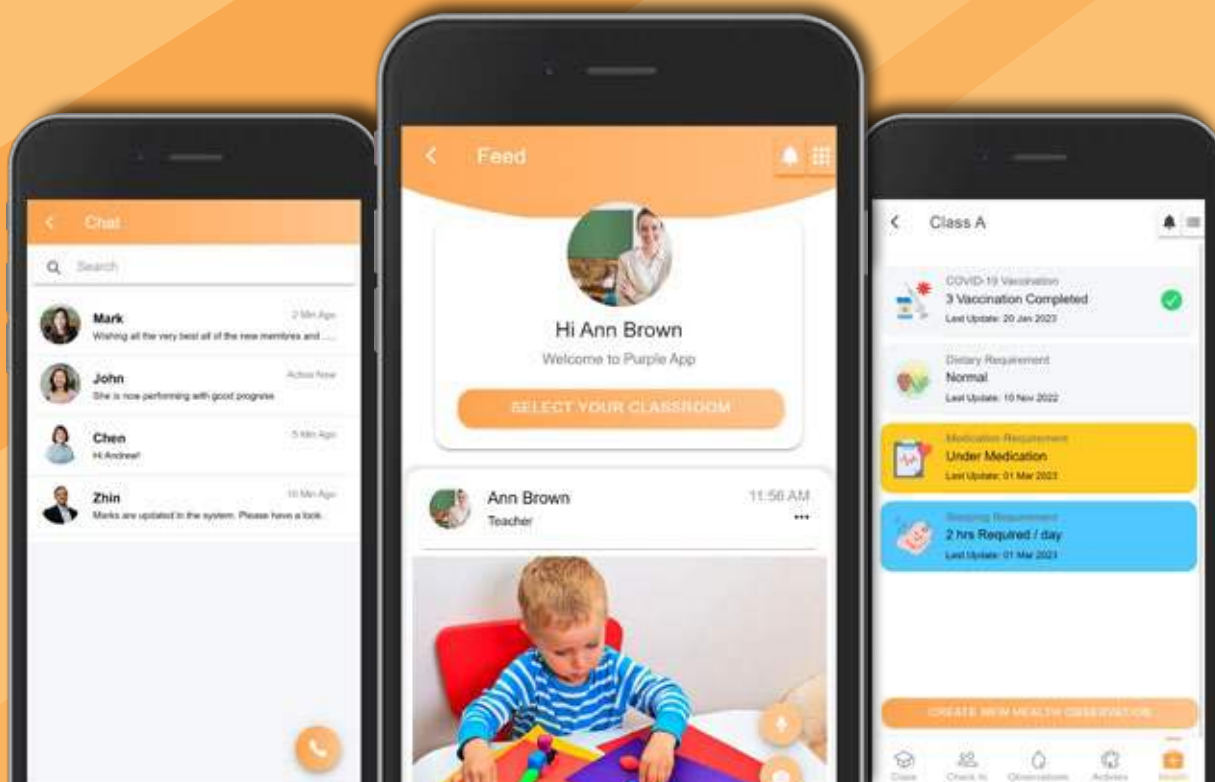 Chat
Search
Mark
2 Min Ago
Wishing all the very best all of the new membres and .....
John
Active Now
She is now performing with good progress
Chen
5 Min Ago
Hi Andrew!
Zhin
10 Min Ago
Marks are updated in the system. Please have a look.
Feed
Hi Ann Brown
Welcome to Purple App
SELECT YOUR CLASSROOM
Ann Brown
11:56 AM
Teacher
Class A
COVID-19 Vaccination
3 Vaccination Completed
Last Update: 20 Jan 2023
Dietary Requirement
Normal
Last Update: 10 Nov 2022
Medication Requirement
Under Medication
Last Update: 01 Mar 2023
Sleeping Requirement
2 hrs Required / day
Last Update: 01 Mar 2023
CREATE NEW HEALTH OBSERVATION
Class
Check In
Observations
Activities